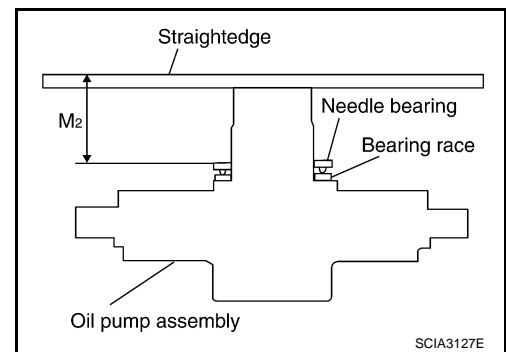 Straightedge
M2
Needle bearing
Bearing race
Oil pump assembly
SCIA3127E